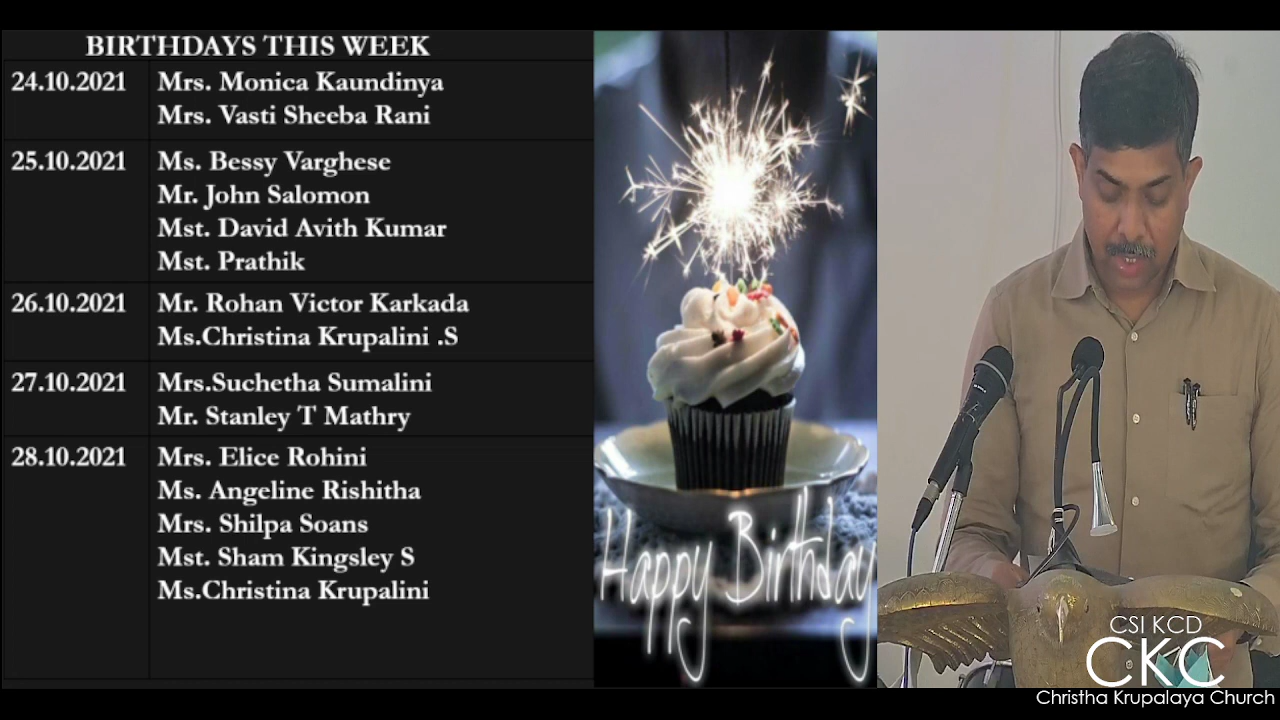 BIRTHDAYS THIS WEEK
24.10.2021 Mrs. Monica Kaundinya
Mrs. Vasti Sheeba Rani
25.10.2021 Ms. Bessy Varghese
Mr. John Salomon
Mst. David Avith Kumar
Mst. Prathik
26.10.2021 Mr. Rohan Victor Karkada
Ms.Christina Krupalini .S
27.10.2021 Mrs.Suchetha Sumalini
Mr. Stanley T Mathry
28.10.2021 Mrs. Elice Rohini
Ms. Angeline Rishitha
Mrs. Shilpa Soans
Mst. Sham Kingsley S
Ms.Christina Krupalini
Happy Birthday
CSI KCD
CKC
Christha Krupalaya Church